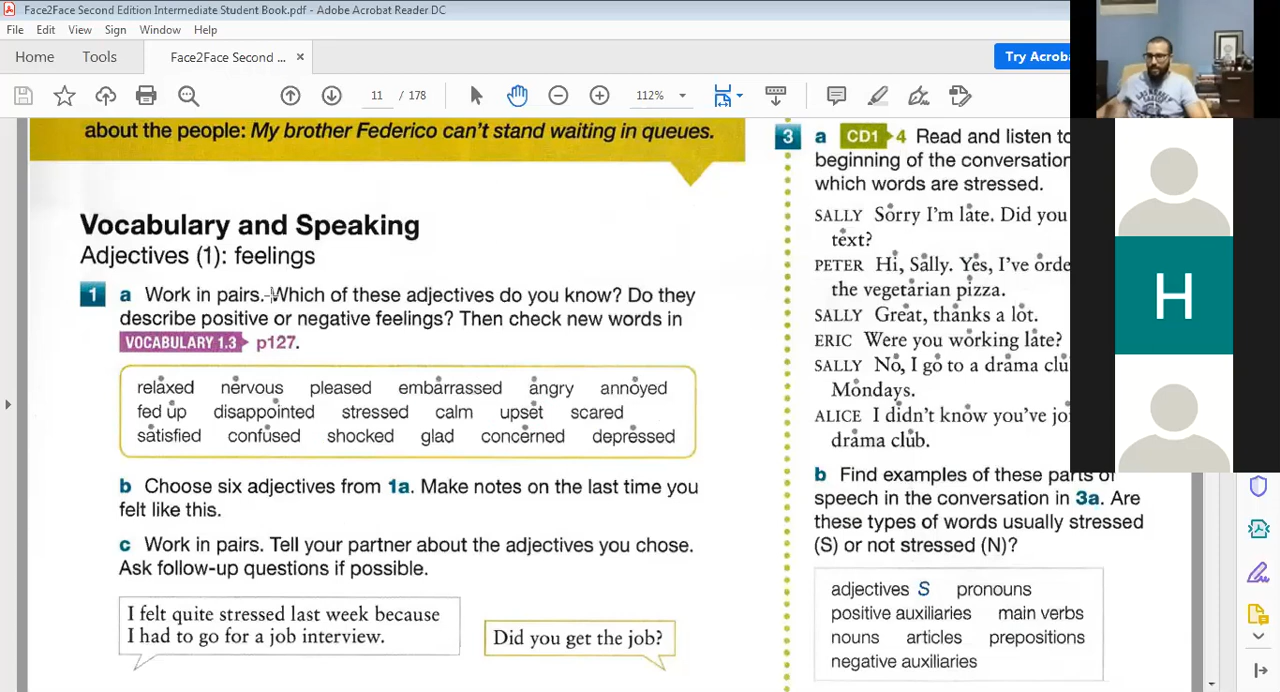 Face2Face Second Edition Intermediate Student Book.pdf - Adobe Acrobat Reader DC
File Edit View Sign Window Help
Home Tools Face2Face Second ... × Try Acroba
11 / 178 112%
about the people: My brother Federico can't stand waiting in queues.
Vocabulary and Speaking
Adjectives (1): feelings
1 a Work in pairs. Which of these adjectives do you know? Do they
describe positive or negative feelings? Then check new words in
VOCABULARY 1.3 p127.
relaxed nervous pleased embarrassed angry annoyed
fed up disappointed stressed calm upset scared
satisfied confused shocked glad concerned depressed
b Choose six adjectives from 1a. Make notes on the last time you
felt like this.
c Work in pairs. Tell your partner about the adjectives you chose.
Ask follow-up questions if possible.
I felt quite stressed last week because
I had to go for a job interview.
Did you get the job?
3 a CD1 4 Read and listen to
beginning of the conversation
which words are stressed.
SALLY Sorry I'm late. Did you
text?
PETER Hi, Sally. Yes, I've orde
the vegetarian pizza.
SALLY Great, thanks a lot.
ERIC Were you working late?
SALLY No, I go to a drama clu
Mondays.
ALICE I didn't know you've joi
drama club.
b Find examples of these parts of
speech in the conversation in 3a. Are
these types of words usually stressed
(S) or not stressed (N)?
adjectives S pronouns
positive auxiliaries main verbs
nouns articles prepositions
negative auxiliaries
H